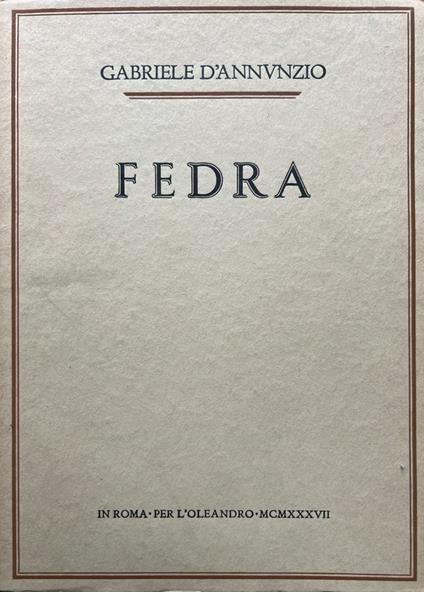 GABRIELE D'ANNVNZIO
FEDRA
IN ROMA·PER L'OLEANDRO·MCMXXXVII